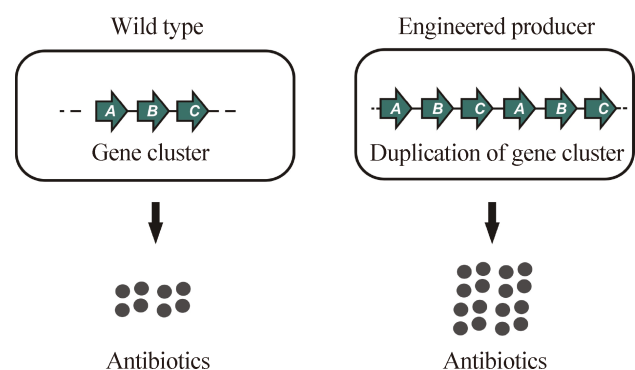 Wild type
Engineered producer
A B C
A B C A B C
Gene cluster
Duplication of gene cluster
Antibiotics
Antibiotics